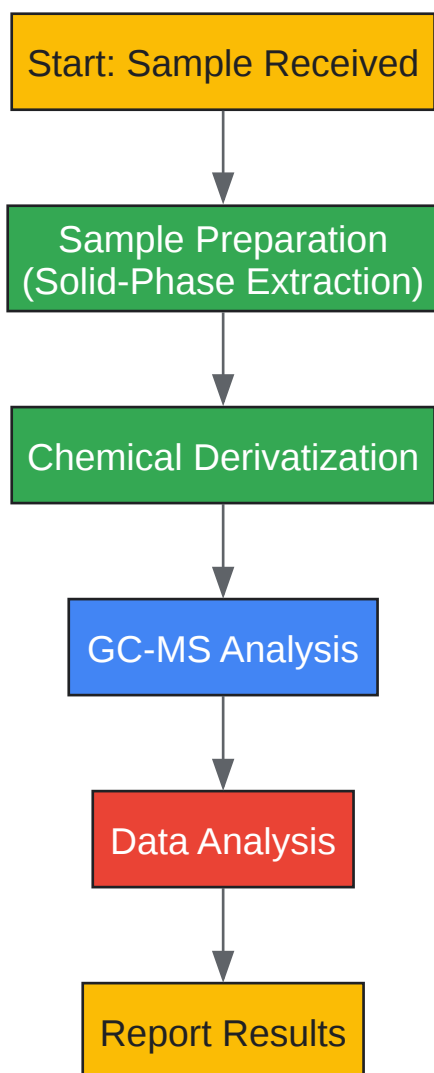 Start: Sample Received
Sample Preparation
(Solid-Phase Extraction)
Chemical Derivatization
GC-MS Analysis
Data Analysis
Report Results